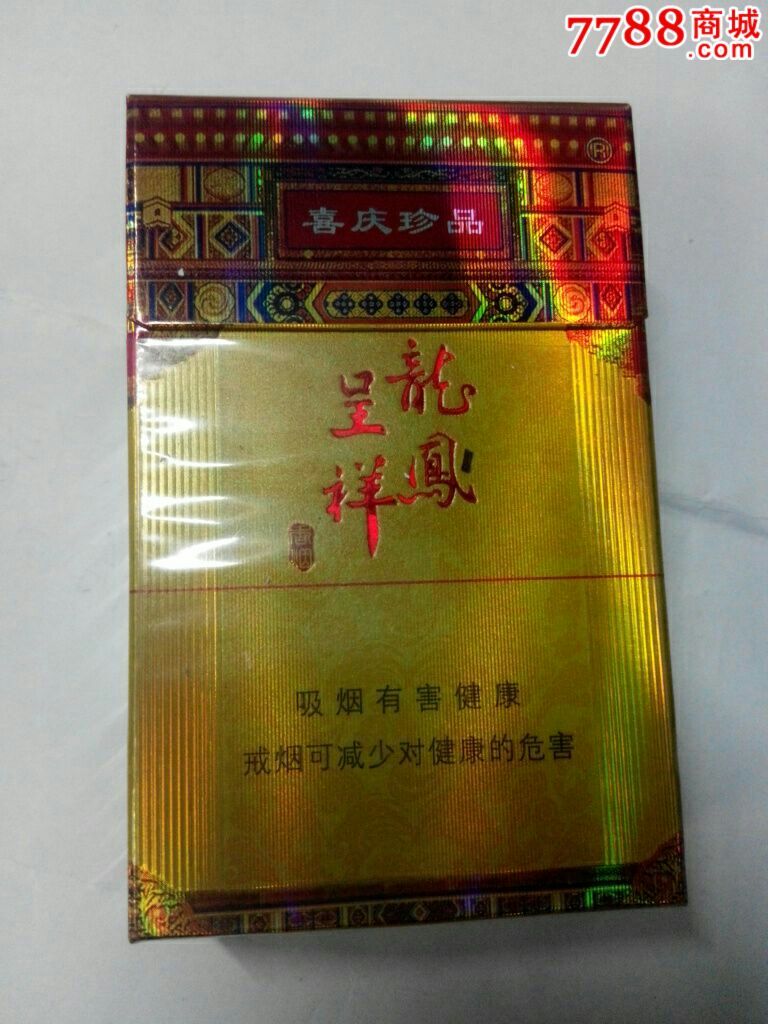 7788商城
.com
®
喜庆珍品
龍鳳
呈祥
吸烟有害健康
戒烟可减少对健康的危害